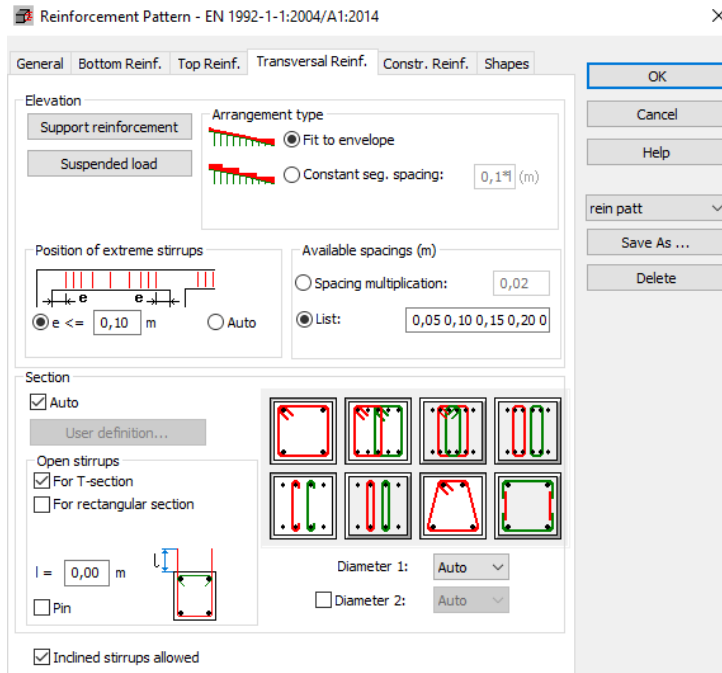 Reinforcement Pattern - EN 1992-1-1:2004/A1:2014
General Bottom Reinf. Top Reinf. Transversal Reinf. Constr. Reinf. Shapes
OK
Cancel
Help
rein patt
Save As ...
Delete
Elevation
Support reinforcement
Suspended load
Arrangement type
Fit to envelope
Constant seg. spacing: (m)
Position of extreme stirrups
e e
e <= 0,10 m Auto
Available spacings (m)
Spacing multiplication: 0,02
List: 0,05 0,10 0,15 0,20 0
Section
Auto
User definition...
Open stirrups
For T-section
For rectangular section
l
l = 0,00 m
Pin
Diameter 1: Auto
Diameter 2: Auto
Inclined stirrups allowed